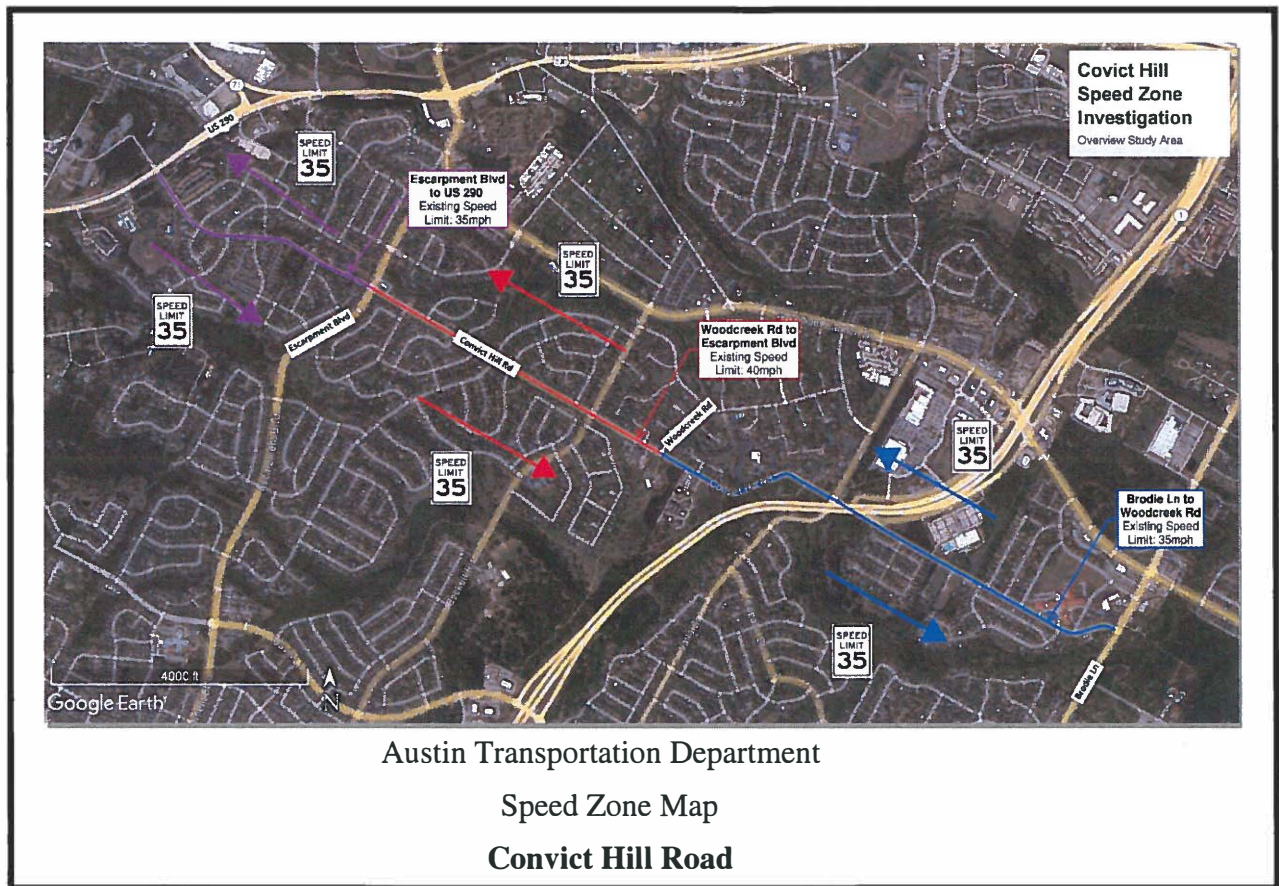 Covict Hill
Speed Zone
Investigation
Overview Study Area
71
US 290
SPEED
LIMIT
35
Escarpment Blvd
to US 290
Existing Speed
Limit: 35mph
1
SPEED
LIMIT
35
SPEED
LIMIT
35
Escarpment Blvd
Convict Hill Rd
Woodcreek Rd to
Escarpment Blvd
Existing Speed
Limit: 40mph
Woodcreek Rd
SPEED
LIMIT
35
SPEED
LIMIT
35
Brodie Ln to
Woodcreek Rd
Existing Speed
Limit: 35mph
SPEED
LIMIT
35
Brodie Ln
4000 ft
N
Google Earth
Austin Transportation Department
Speed Zone Map
Convict Hill Road